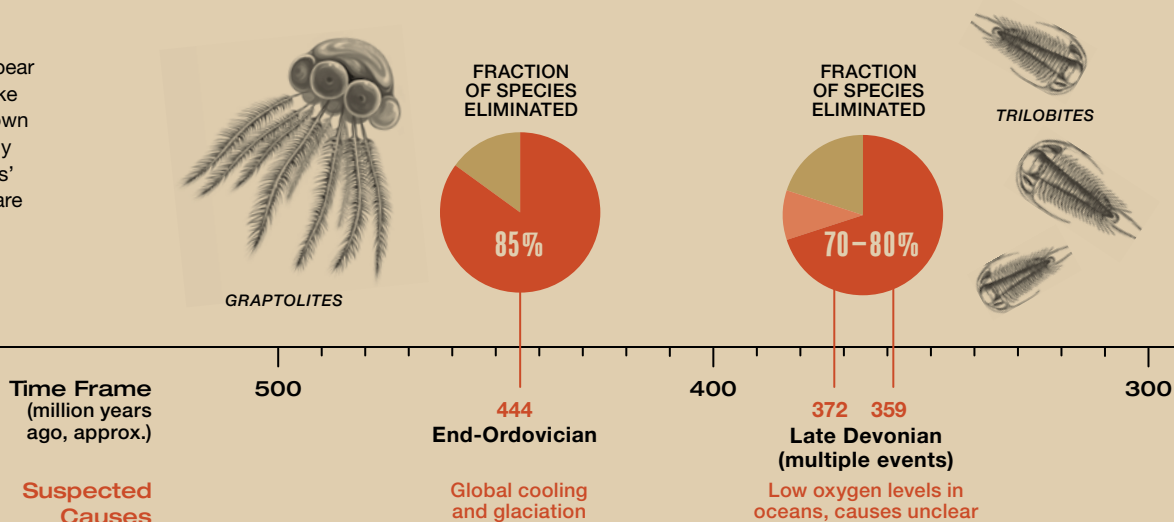 FRACTION
OF SPECIES
ELIMINATED
85%
GRAPTOLITES
FRACTION
OF SPECIES
ELIMINATED
70–80%
TRILOBITES
Time Frame
(million years
ago, approx.)
500
400
300
444
End-Ordovician
372 359
Late Devonian
(multiple events)
Suspected
Causes
Global cooling
and glaciation
Low oxygen levels in
oceans, causes unclear